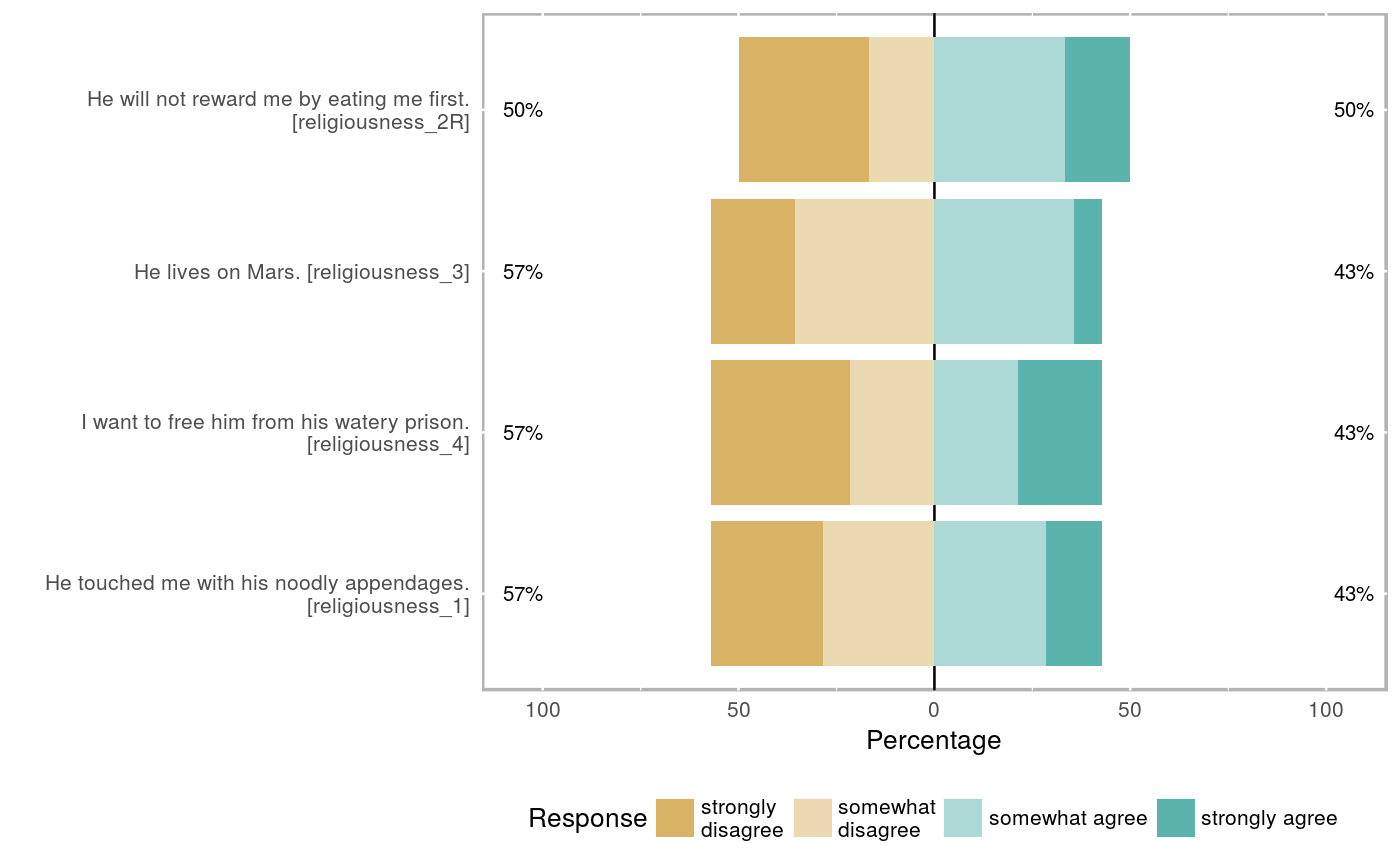 He will not reward me by eating me first.
[religiousness_2R]
50%
50%
He lives on Mars. [religiousness_3]
57%
43%
I want to free him from his watery prison.
[religiousness_4]
57%
43%
He touched me with his noodly appendages.
[religiousness_1]
57%
43%
100 50 0 50 100
Percentage
Response
strongly
disagree
somewhat
disagree
somewhat agree
strongly agree